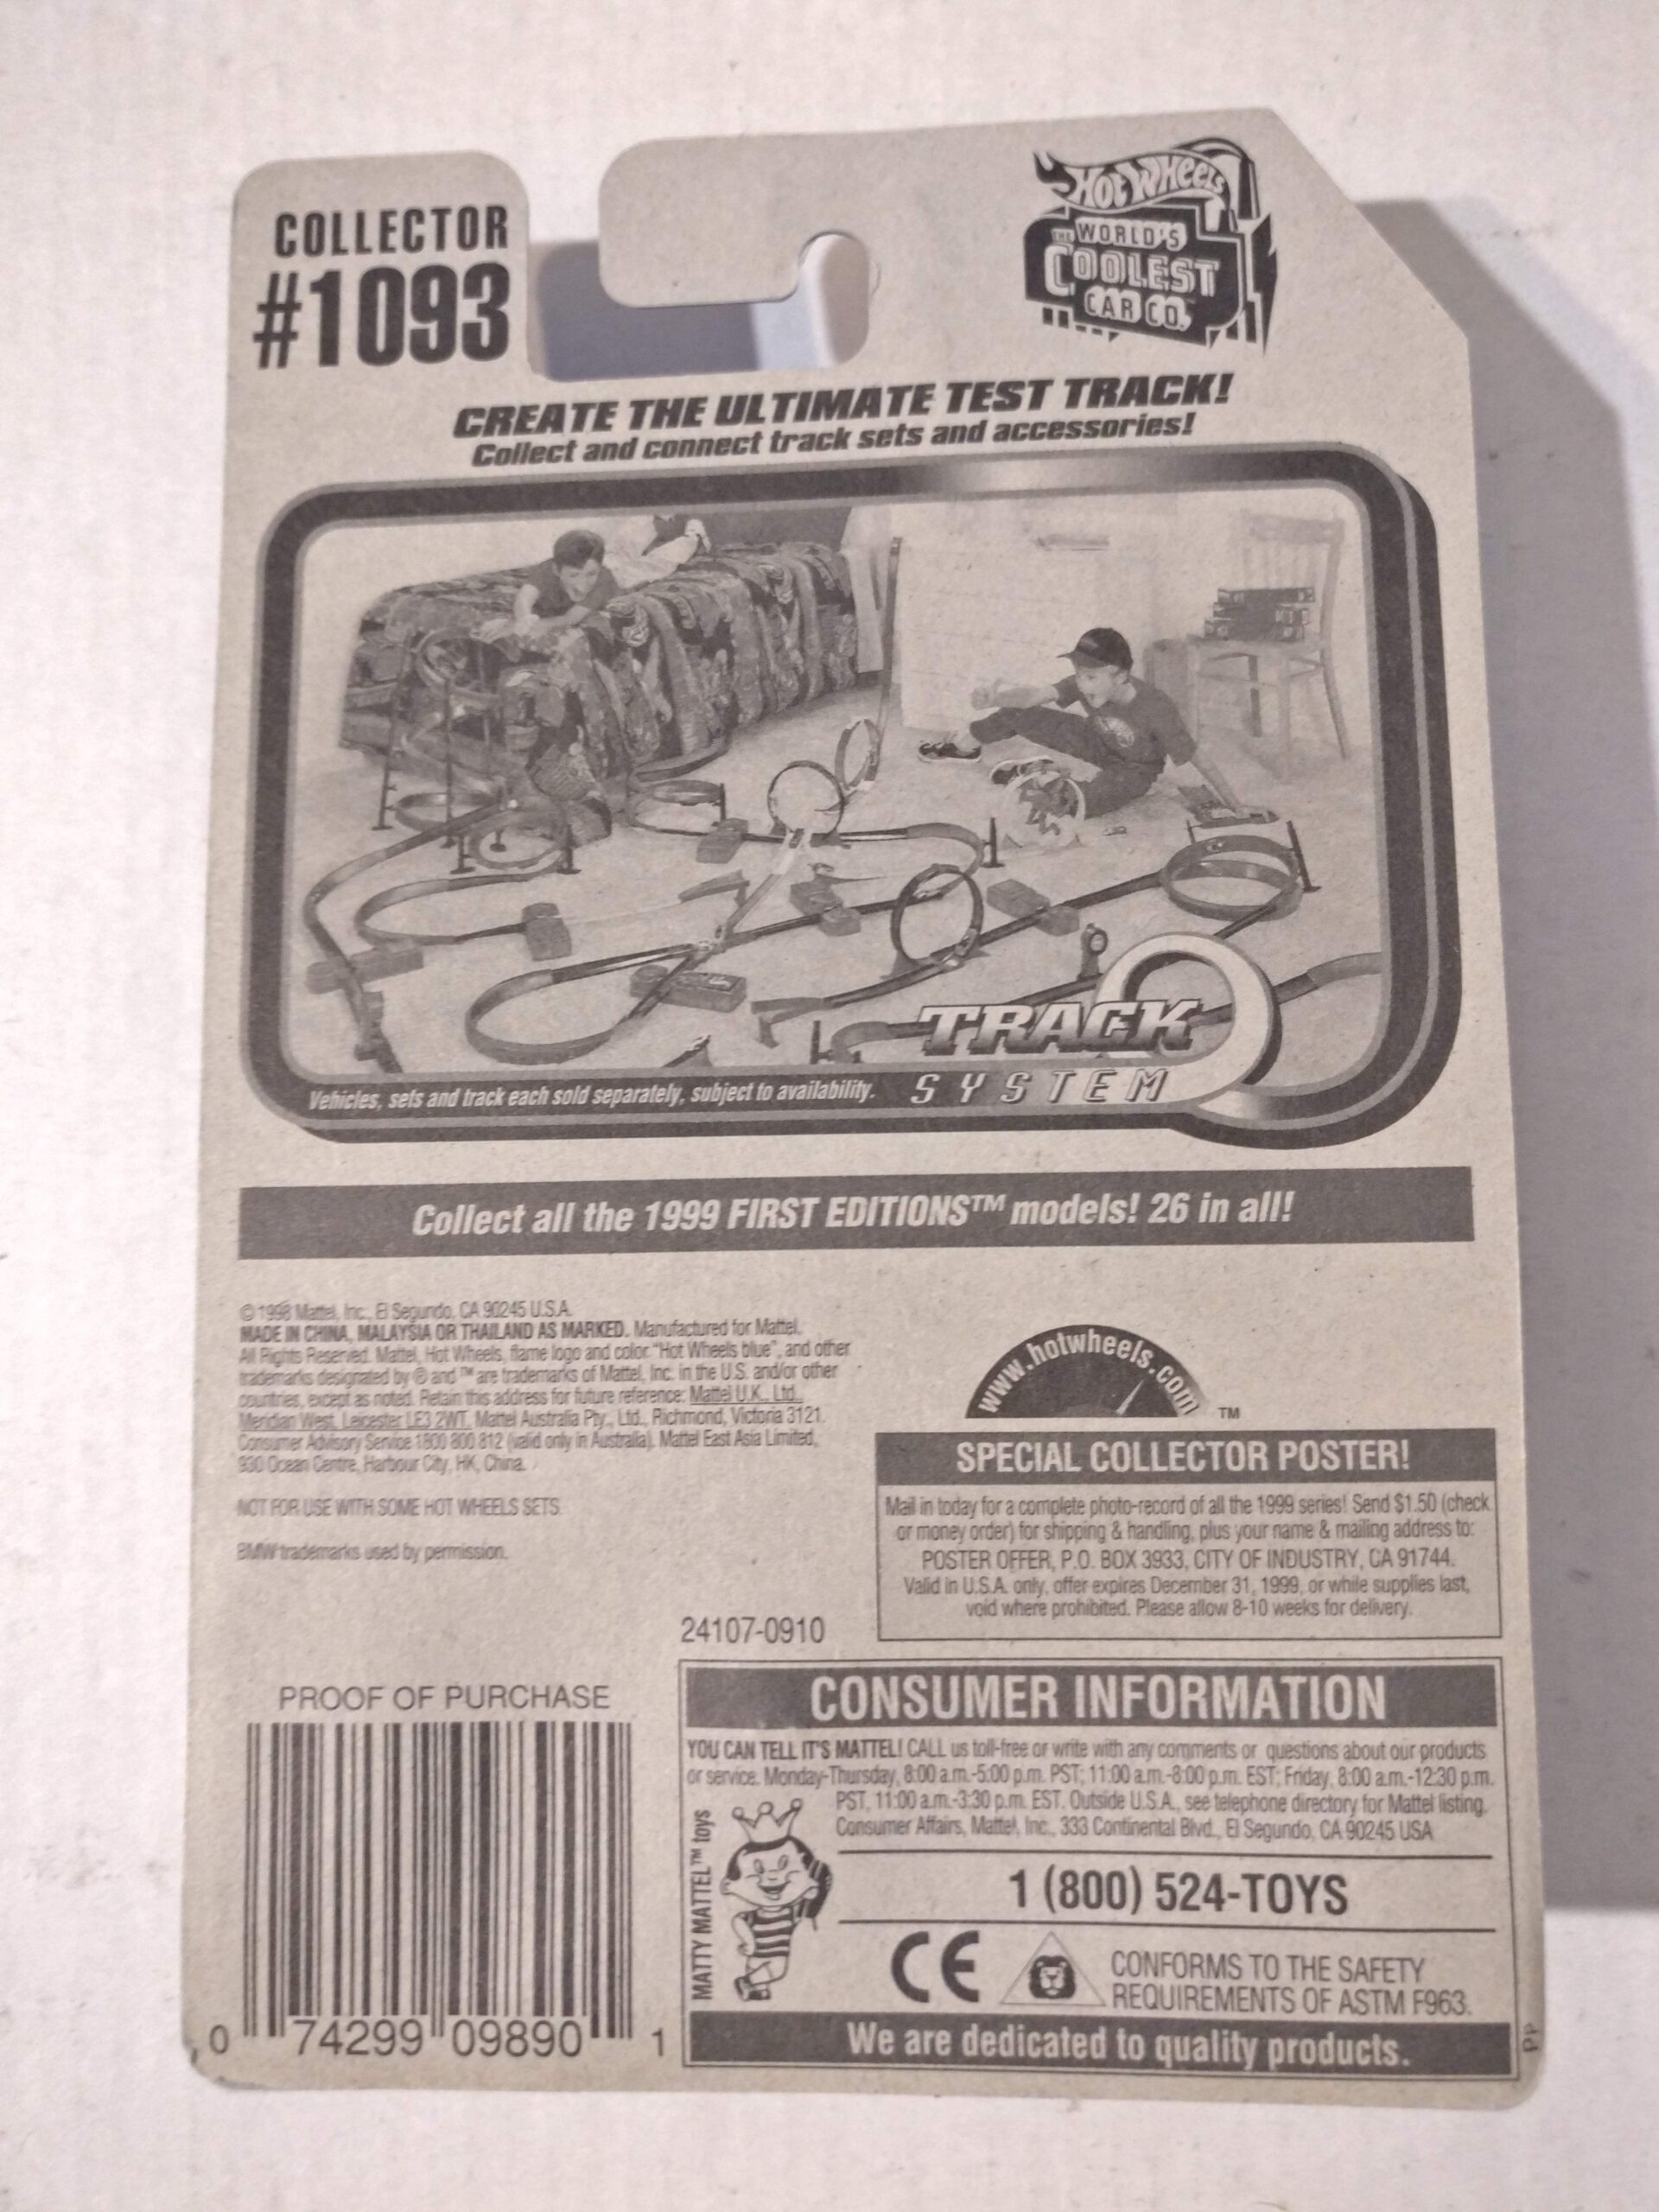 COLLECTOR
#1093
HOT WHEELS
THE WORLD'S
COOLEST
CAR CO.™
CREATE THE ULTIMATE TEST TRACK!
Collect and connect track sets and accessories!
TRACK
SYSTEM
Vehicles, sets and track each sold separately, subject to availability.
Collect all the 1999 FIRST EDITIONS™ models! 26 in all!
© 1998 Mattel, Inc., El Segundo, CA 90245 U.S.A.
MADE IN CHINA, MALAYSIA OR THAILAND AS MARKED. Manufactured for Mattel.
All Rights Reserved. Mattel, Hot Wheels, flame logo and color "Hot Wheels blue", and other
trademarks designated by ® and ™ are trademarks of Mattel, Inc. in the U.S. and/or other
countries, except as noted. Retain this address for future reference: Mattel U.K., Ltd.,
Meridian West, Leicester LE3 2WT. Mattel Australia Pty., Ltd., Richmond, Victoria 3121.
Consumer Advisory Service 1800 800 812 (valid only in Australia). Mattel East Asia Limited,
930 Ocean Centre, Harbour City, HK, China.
NOT FOR USE WITH SOME HOT WHEELS SETS.
BMW trademarks used by permission.
24107-0910
www.hotwheels.com
™
SPECIAL COLLECTOR POSTER!
Mail in today for a complete photo-record of all the 1999 series! Send $1.50 (check
or money order) for shipping & handling, plus your name & mailing address to:
POSTER OFFER, P.O. BOX 3933, CITY OF INDUSTRY, CA 91744.
Valid in U.S.A. only, offer expires December 31, 1999, or while supplies last,
void where prohibited. Please allow 8-10 weeks for delivery.
PROOF OF PURCHASE
0 74299 09890 1
CONSUMER INFORMATION
YOU CAN TELL IT'S MATTEL! CALL us toll-free or write with any comments or questions about our products
or service. Monday-Thursday, 8:00 a.m.-5:00 p.m. PST; 11:00 a.m.-8:00 p.m. EST; Friday, 8:00 a.m.-12:30 p.m.
PST, 11:00 a.m.-3:30 p.m. EST. Outside U.S.A., see telephone directory for Mattel listing.
Consumer Affairs, Mattel, Inc., 333 Continental Blvd., El Segundo, CA 90245 USA
MATTY MATTEL™ toys
1 (800) 524-TOYS
CE
CONFORMS TO THE SAFETY
REQUIREMENTS OF ASTM F963.
We are dedicated to quality products.
PP